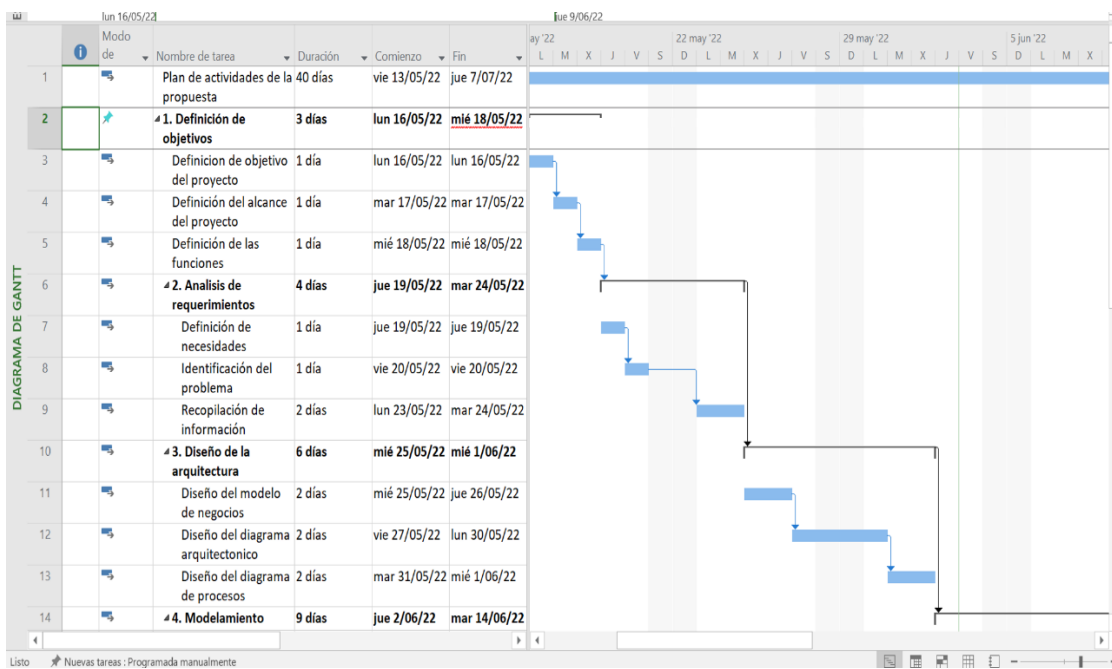 lun 16/05/22
jue 9/06/22
Modo de
Nombre de tarea
Duración
Comienzo
Fin
ay '22
22 may '22
29 may '22
5 jun '22
L M X J V S D L M X J V S D L M X J V S D L M X
1 Plan de actividades de la 40 días vie 13/05/22 jue 7/07/22
propuesta
2 1. Definición de 3 días lun 16/05/22 mié 18/05/22
objetivos
3 Definicion de objetivo 1 día lun 16/05/22 lun 16/05/22
del proyecto
4 Definición del alcance 1 día mar 17/05/22 mar 17/05/22
del proyecto
5 Definición de las 1 día mié 18/05/22 mié 18/05/22
funciones
6 2. Analisis de 4 días jue 19/05/22 mar 24/05/22
requerimientos
7 Definición de 1 día jue 19/05/22 jue 19/05/22
necesidades
8 Identificación del 1 día vie 20/05/22 vie 20/05/22
problema
9 Recopilación de 2 días lun 23/05/22 mar 24/05/22
información
10 3. Diseño de la 6 días mié 25/05/22 mié 1/06/22
arquitectura
11 Diseño del modelo 2 días mié 25/05/22 jue 26/05/22
de negocios
12 Diseño del diagrama 2 días vie 27/05/22 lun 30/05/22
arquitectonico
13 Diseño del diagrama 2 días mar 31/05/22 mié 1/06/22
de procesos
14 4. Modelamiento 9 días jue 2/06/22 mar 14/06/22
DIAGRAMA DE GANTT
Listo
Nuevas tareas : Programada manualmente